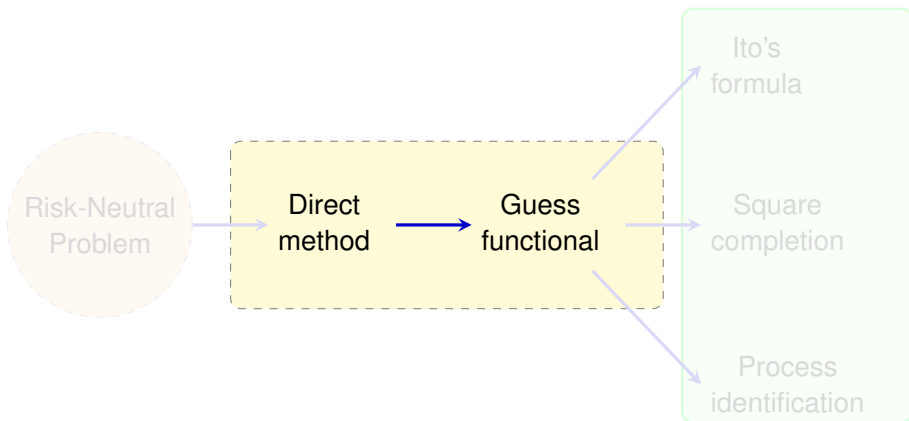 Risk-Neutral
Problem
Direct
method
Guess
functional
Ito's
formula
Square
completion
Process
identification